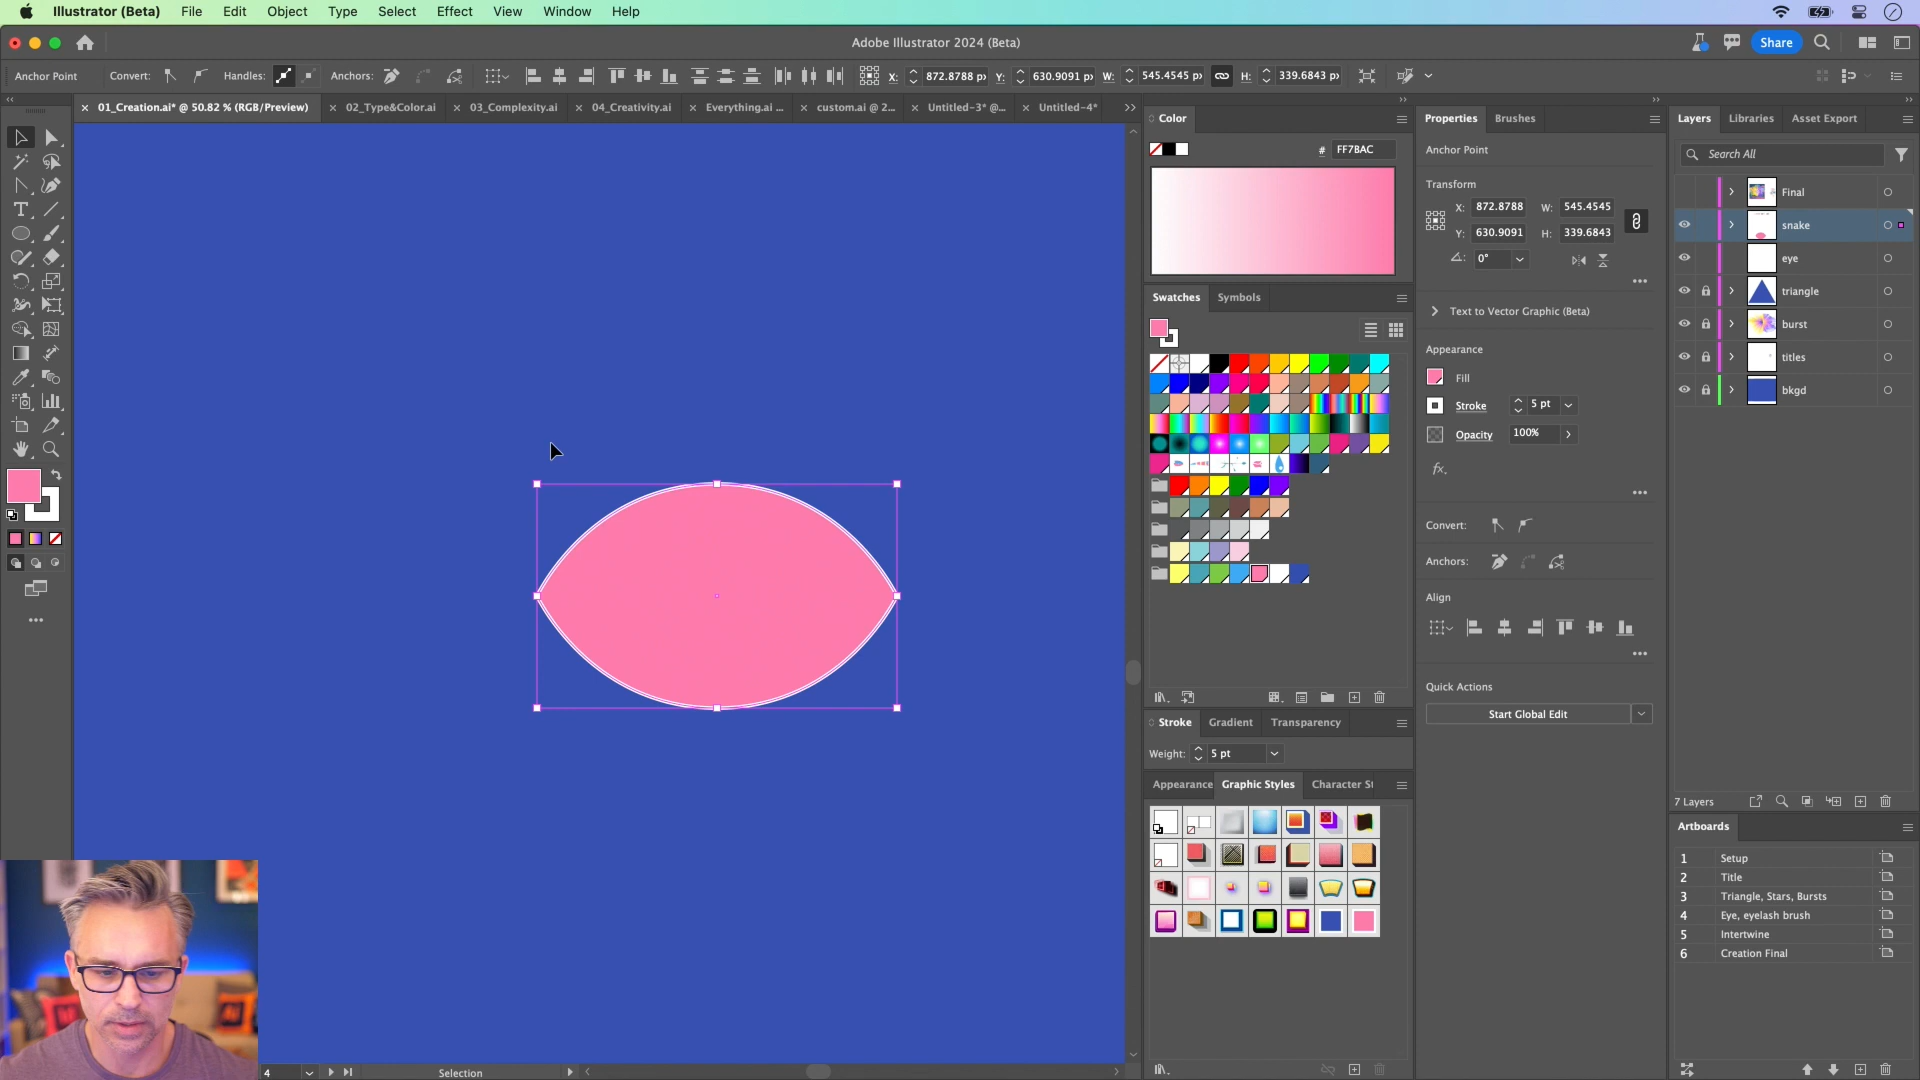 Illustrator (Beta) File Edit Object Type Select Effect View Window Help
Adobe Illustrator 2024 (Beta)
Share
Anchor Point Convert: Handles: Anchors: X: 872.8788 px Y: 630.9091 px W: 545.4545 px H: 339.6843 px
01_Creation.ai* @ 50.82 % (RGB/Preview) 02_Type&Color.ai 03_Complexity.ai 04_Creativity.ai Everything.ai ... custom.ai @ 2... Untitled-3* @... Untitled-4*
Color
# FF7BAC
Swatches Symbols
Stroke Gradient Transparency
Weight: 5 pt
Appearance Graphic Styles Character St
Properties Brushes
Anchor Point
Transform
X: 872.8788 W: 545.4545
Y: 630.9091 H: 339.6843
0°
Text to Vector Graphic (Beta)
Appearance
Fill
Stroke 5 pt
Opacity 100%
fx.
Convert:
Anchors:
Align
Quick Actions
Start Global Edit
Layers Libraries Asset Export
Search All
Final
snake
eye
triangle
burst
titles
bkgd
7 Layers
Artboards
1 Setup
2 Title
3 Triangle, Stars, Bursts
4 Eye, eyelash brush
5 Intertwine
6 Creation Final
4 Selection